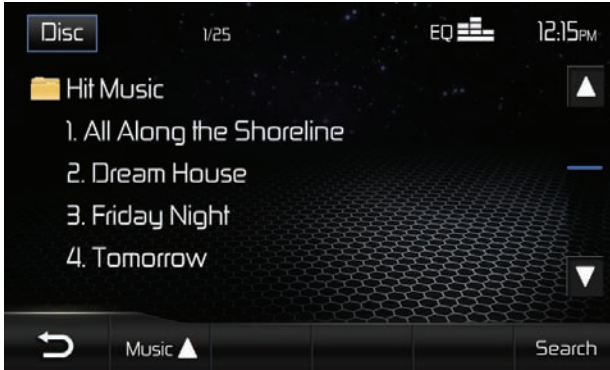 Disc 1/25 EQ 12:15PM
Hit Music
1. All Along the Shoreline
2. Dream House
3. Friday Night
4. Tomorrow
Music Search